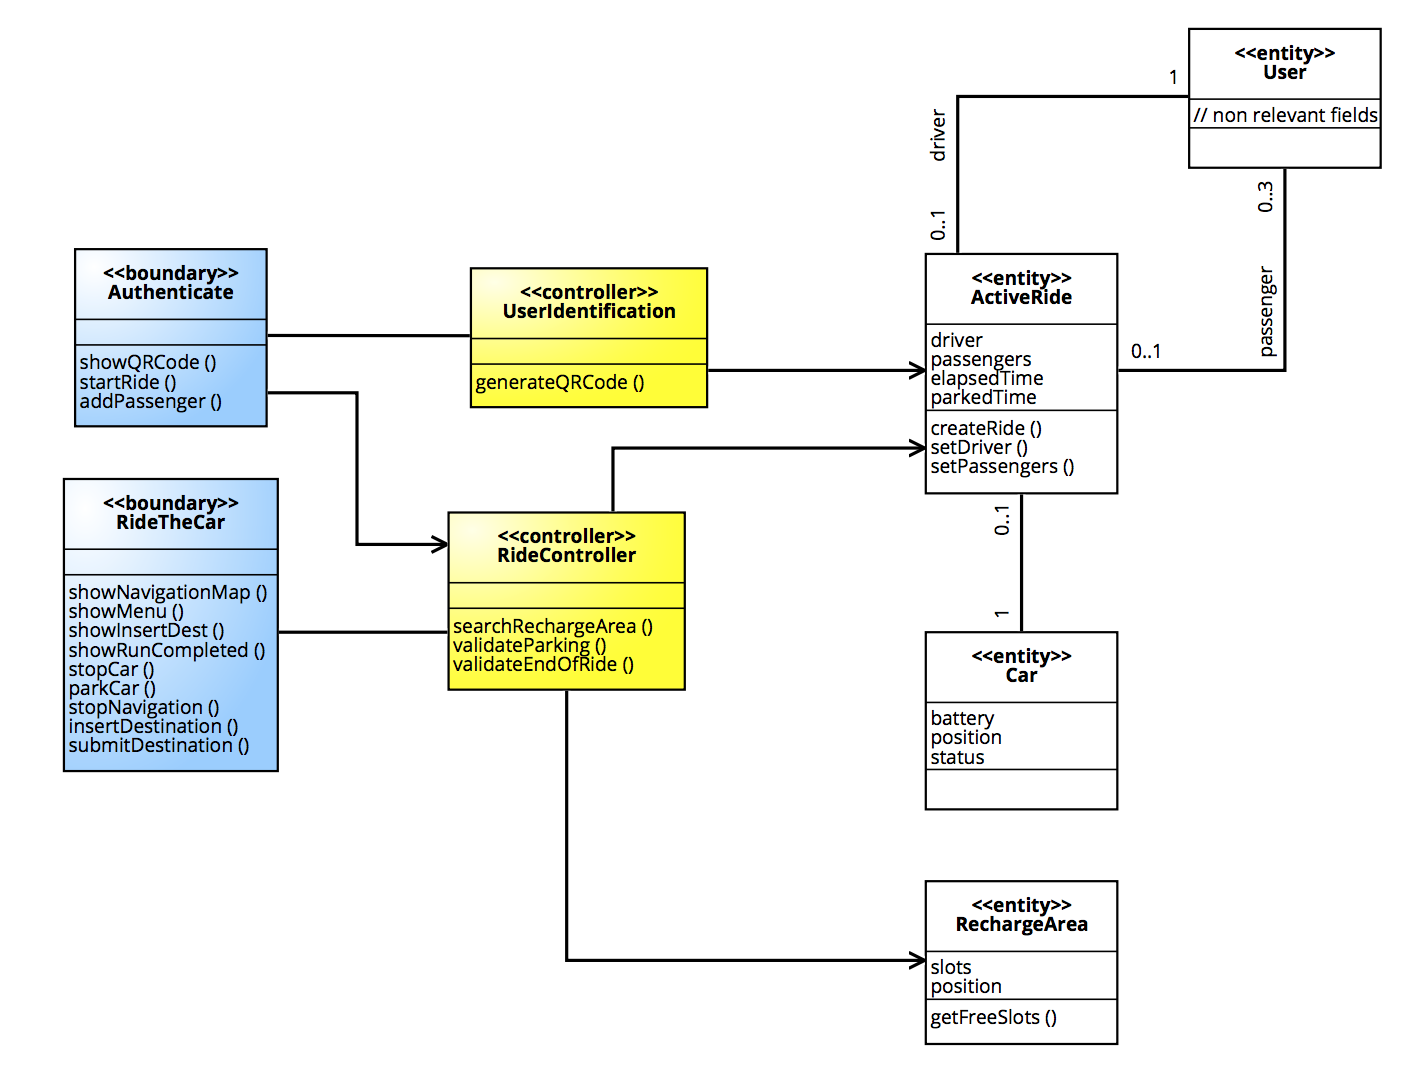 <<entity>>
User
// non relevant fields
1
driver
0..1
0..3
passenger
0..1
<<boundary>>
Authenticate
showQRCode ()
startRide ()
addPassenger ()
<<controller>>
UserIdentification
generateQRCode ()
<<entity>>
ActiveRide
driver
passengers
elapsedTime
parkedTime
createRide ()
setDriver ()
setPassengers ()
<<boundary>>
RideTheCar
showNavigationMap ()
showMenu ()
showInsertDest ()
showRunCompleted ()
stopCar ()
parkCar ()
stopNavigation ()
insertDestination ()
submitDestination ()
<<controller>>
RideController
searchRechargeArea ()
validateParking ()
validateEndOfRide ()
0..1
1
<<entity>>
Car
battery
position
status
<<entity>>
RechargeArea
slots
position
getFreeSlots ()